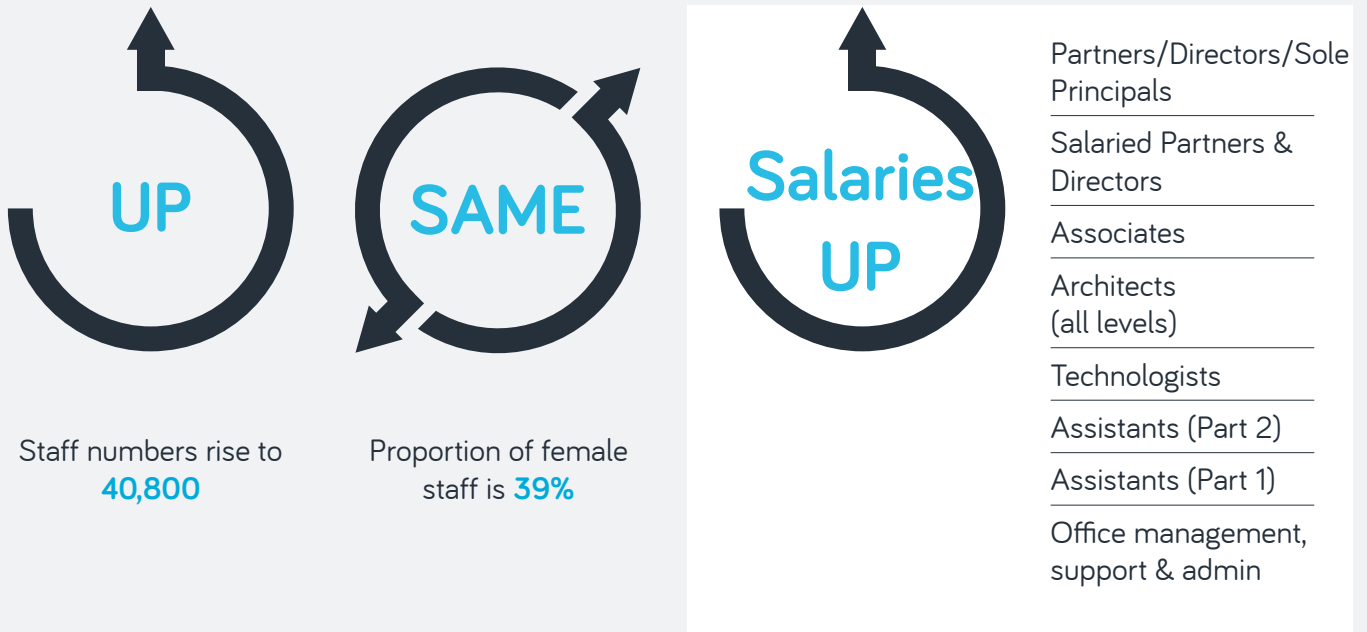 UP
Staff numbers rise to
40,800
SAME
Proportion of female
staff is 39%
Salaries
UP
Partners/Directors/Sole
Principals
Salaried Partners &
Directors
Associates
Architects
(all levels)
Technologists
Assistants (Part 2)
Assistants (Part 1)
Office management,
support & admin